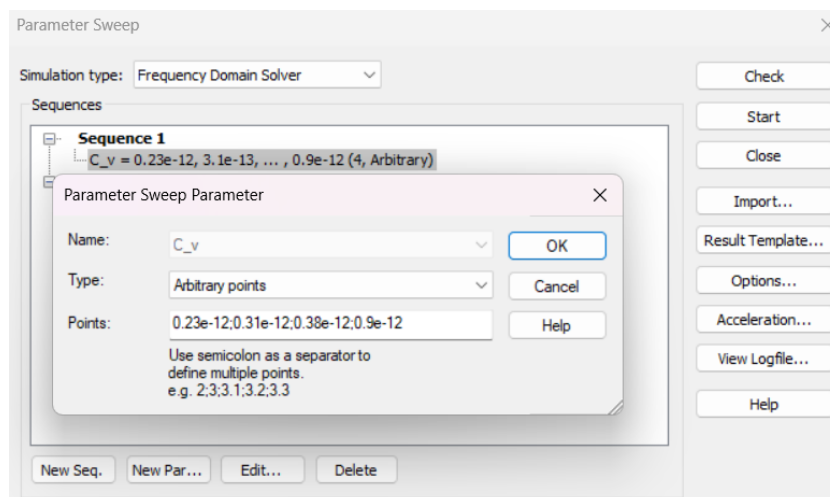 Parameter Sweep
Simulation type: Frequency Domain Solver
Sequences
Sequence 1
C_v = 0.23e-12, 3.1e-13, ... , 0.9e-12 (4, Arbitrary)
Parameter Sweep Parameter
Name: C_v
Type: Arbitrary points
Points: 0.23e-12;0.31e-12;0.38e-12;0.9e-12
Use semicolon as a separator to
define multiple points.
e.g. 2;3;3.1;3.2;3.3
OK
Cancel
Help
New Seq. New Par... Edit... Delete
Check
Start
Close
Import...
Result Template...
Options...
Acceleration...
View Logfile...
Help